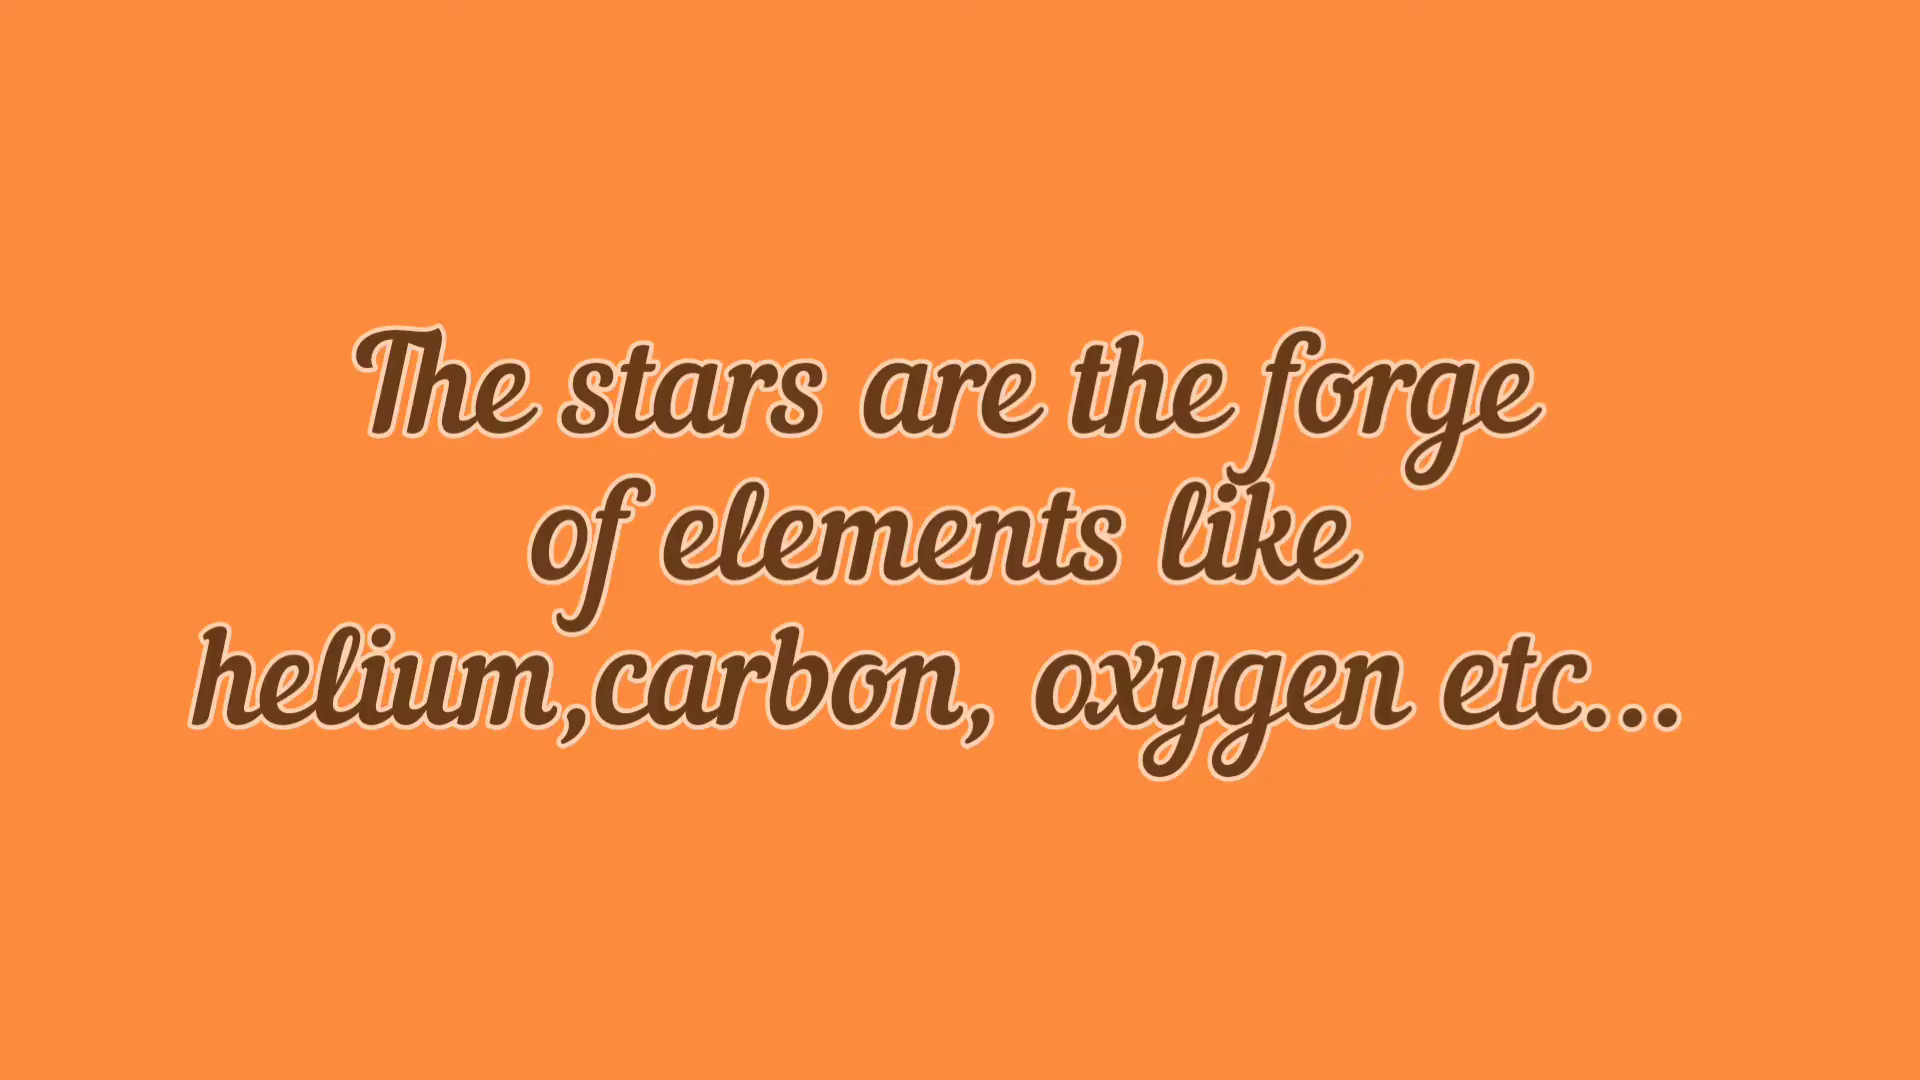 The stars are the forge
of elements like
helium,carbon, oxygen etc...